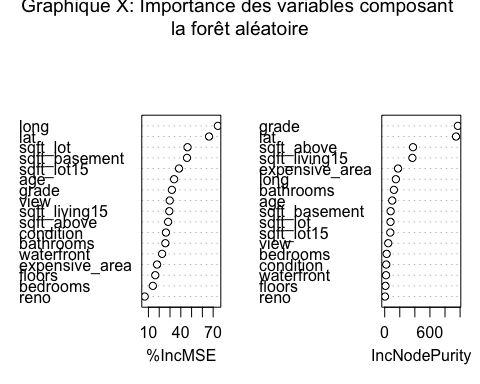 Graphique X: Importance des variables composant
la forêt aléatoire
long
lat
sqft_lot
sqft_basement
sqft_lot15
age
grade
view
sqft_living15
sqft_above
condition
bathrooms
waterfront
expensive_area
floors
bedrooms
reno
10 40 70
%IncMSE
grade
lat
sqft_above
sqft_living15
expensive_area
long
bathrooms
age
sqft_basement
sqft_lot
sqft_lot15
view
bedrooms
condition
waterfront
floors
reno
0 600
IncNodePurity